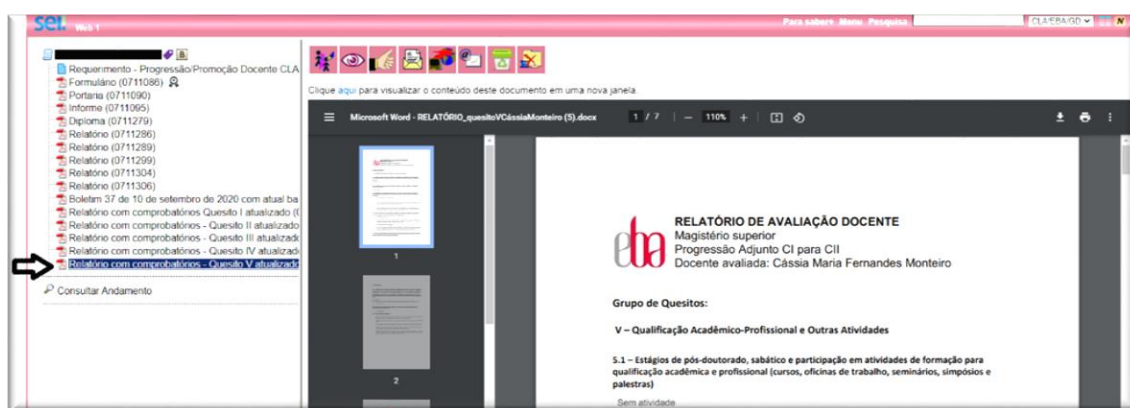 sei. Web 1
Para saber+ Menu Pesquisa CLA/EBA/GD
Requerimento - Progressão/Promoção Docente CLA
Formulário (0711086)
Portaria (0711090)
Informe (0711095)
Diploma (0711279)
Relatório (0711286)
Relatório (0711289)
Relatório (0711299)
Relatório (0711304)
Relatório (0711306)
Boletim 37 de 10 de setembro de 2020 com atual ba
Relatório com comprobatórios Quesito I atualizado (0
Relatório com comprobatórios - Quesito II atualizado
Relatório com comprobatórios - Quesito III atualizado
Relatório com comprobatórios - Quesito IV atualizado
Relatório com comprobatórios - Quesito V atualizado
Consultar Andamento
Clique aqui para visualizar o conteúdo deste documento em uma nova janela.
Microsoft Word - RELATÓRIO_quesitoVCássiaMonteiro (5).docx 1 / 7 — 110% +
1
2
eba
RELATÓRIO DE AVALIAÇÃO DOCENTE
Magistério superior
Progressão Adjunto CI para CII
Docente avaliada: Cássia Maria Fernandes Monteiro
Grupo de Quesitos:
V – Qualificação Acadêmico-Profissional e Outras Atividades
5.1 – Estágios de pós-doutorado, sabático e participação em atividades de formação para
qualificação acadêmica e profissional (cursos, oficinas de trabalho, seminários, simpósios e
palestras)
Sem atividade